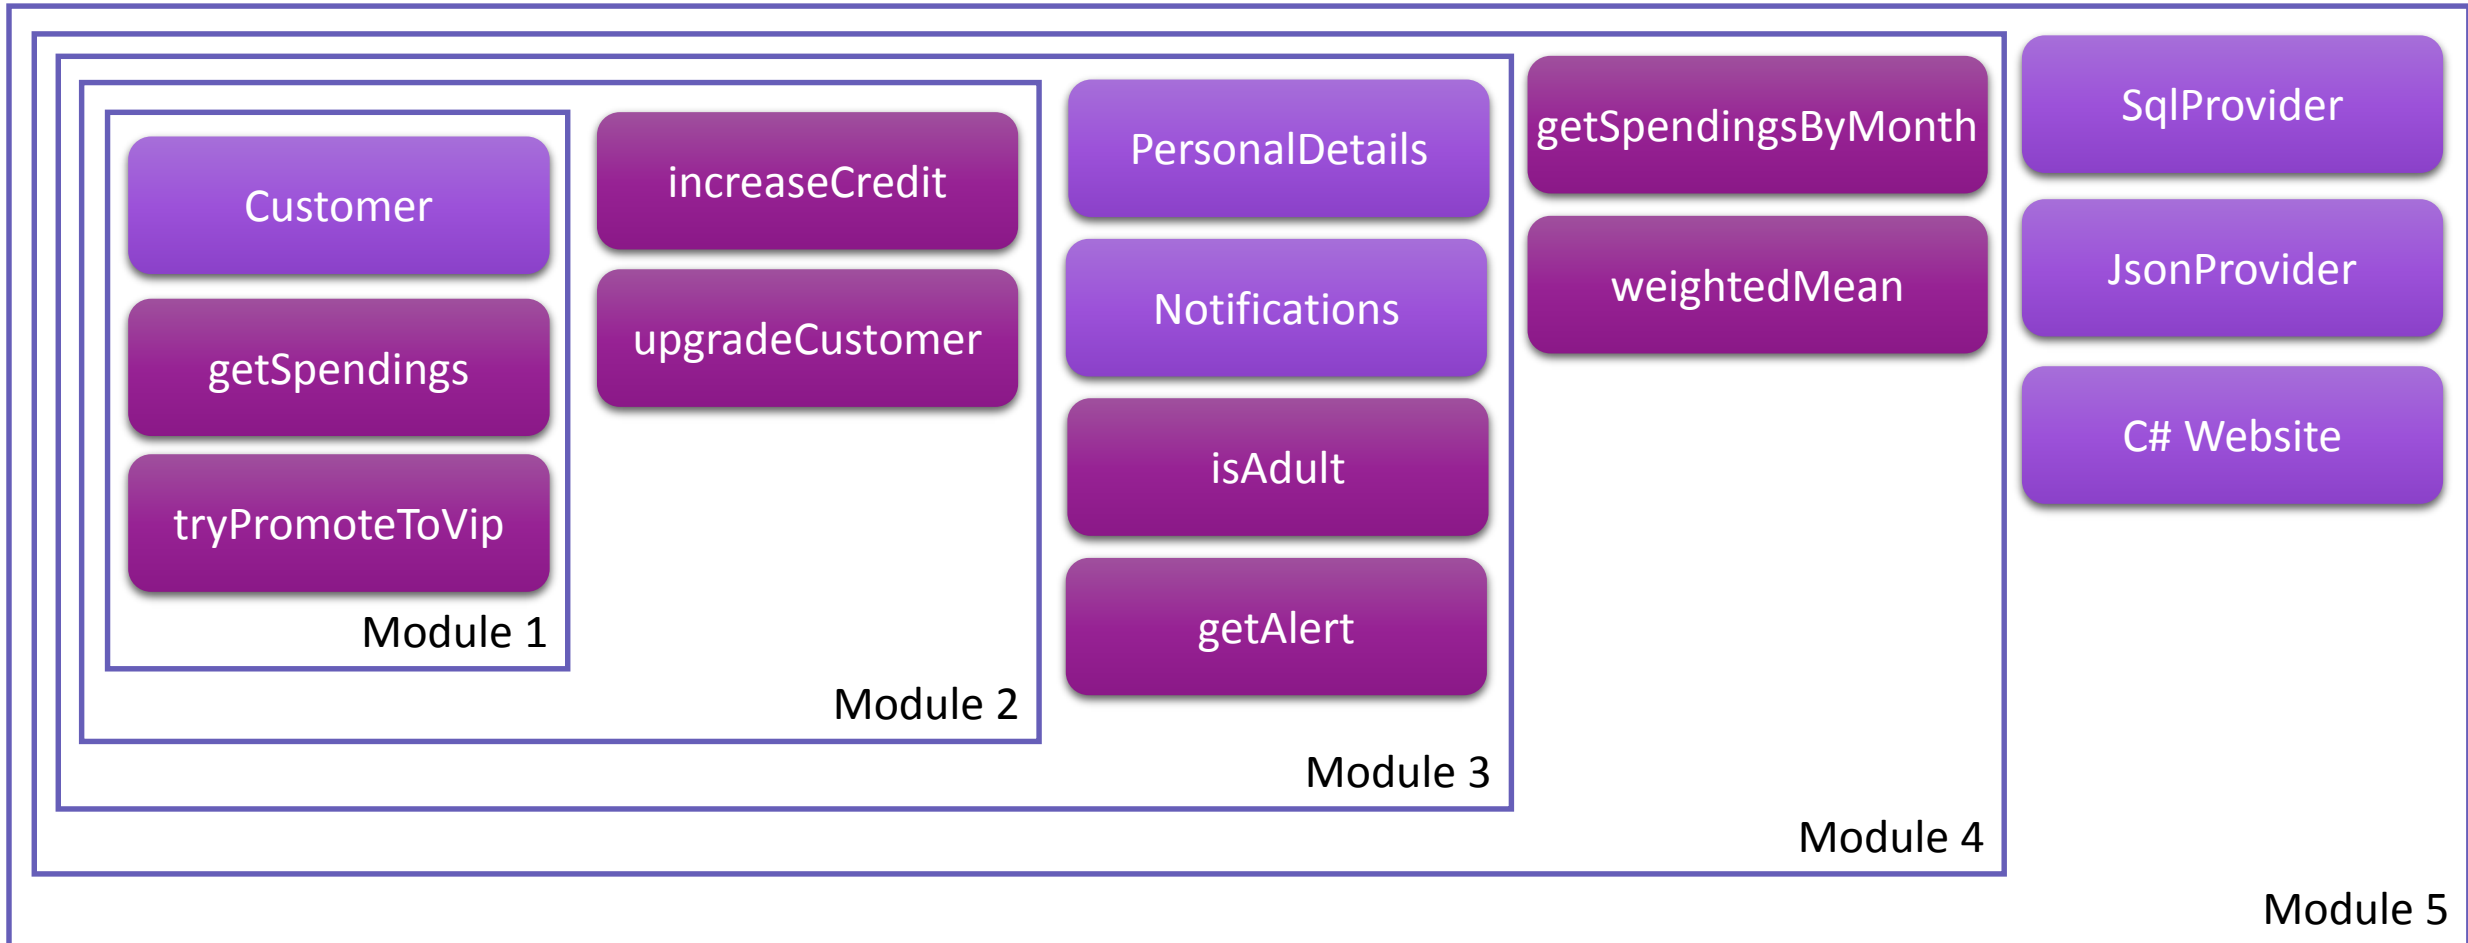 Customer
getSpendings
tryPromoteToVip
Module 1
increaseCredit
upgradeCustomer
Module 2
PersonalDetails
Notifications
isAdult
getAlert
Module 3
getSpendingsByMonth
weightedMean
Module 4
SqlProvider
JsonProvider
C# Website
Module 5